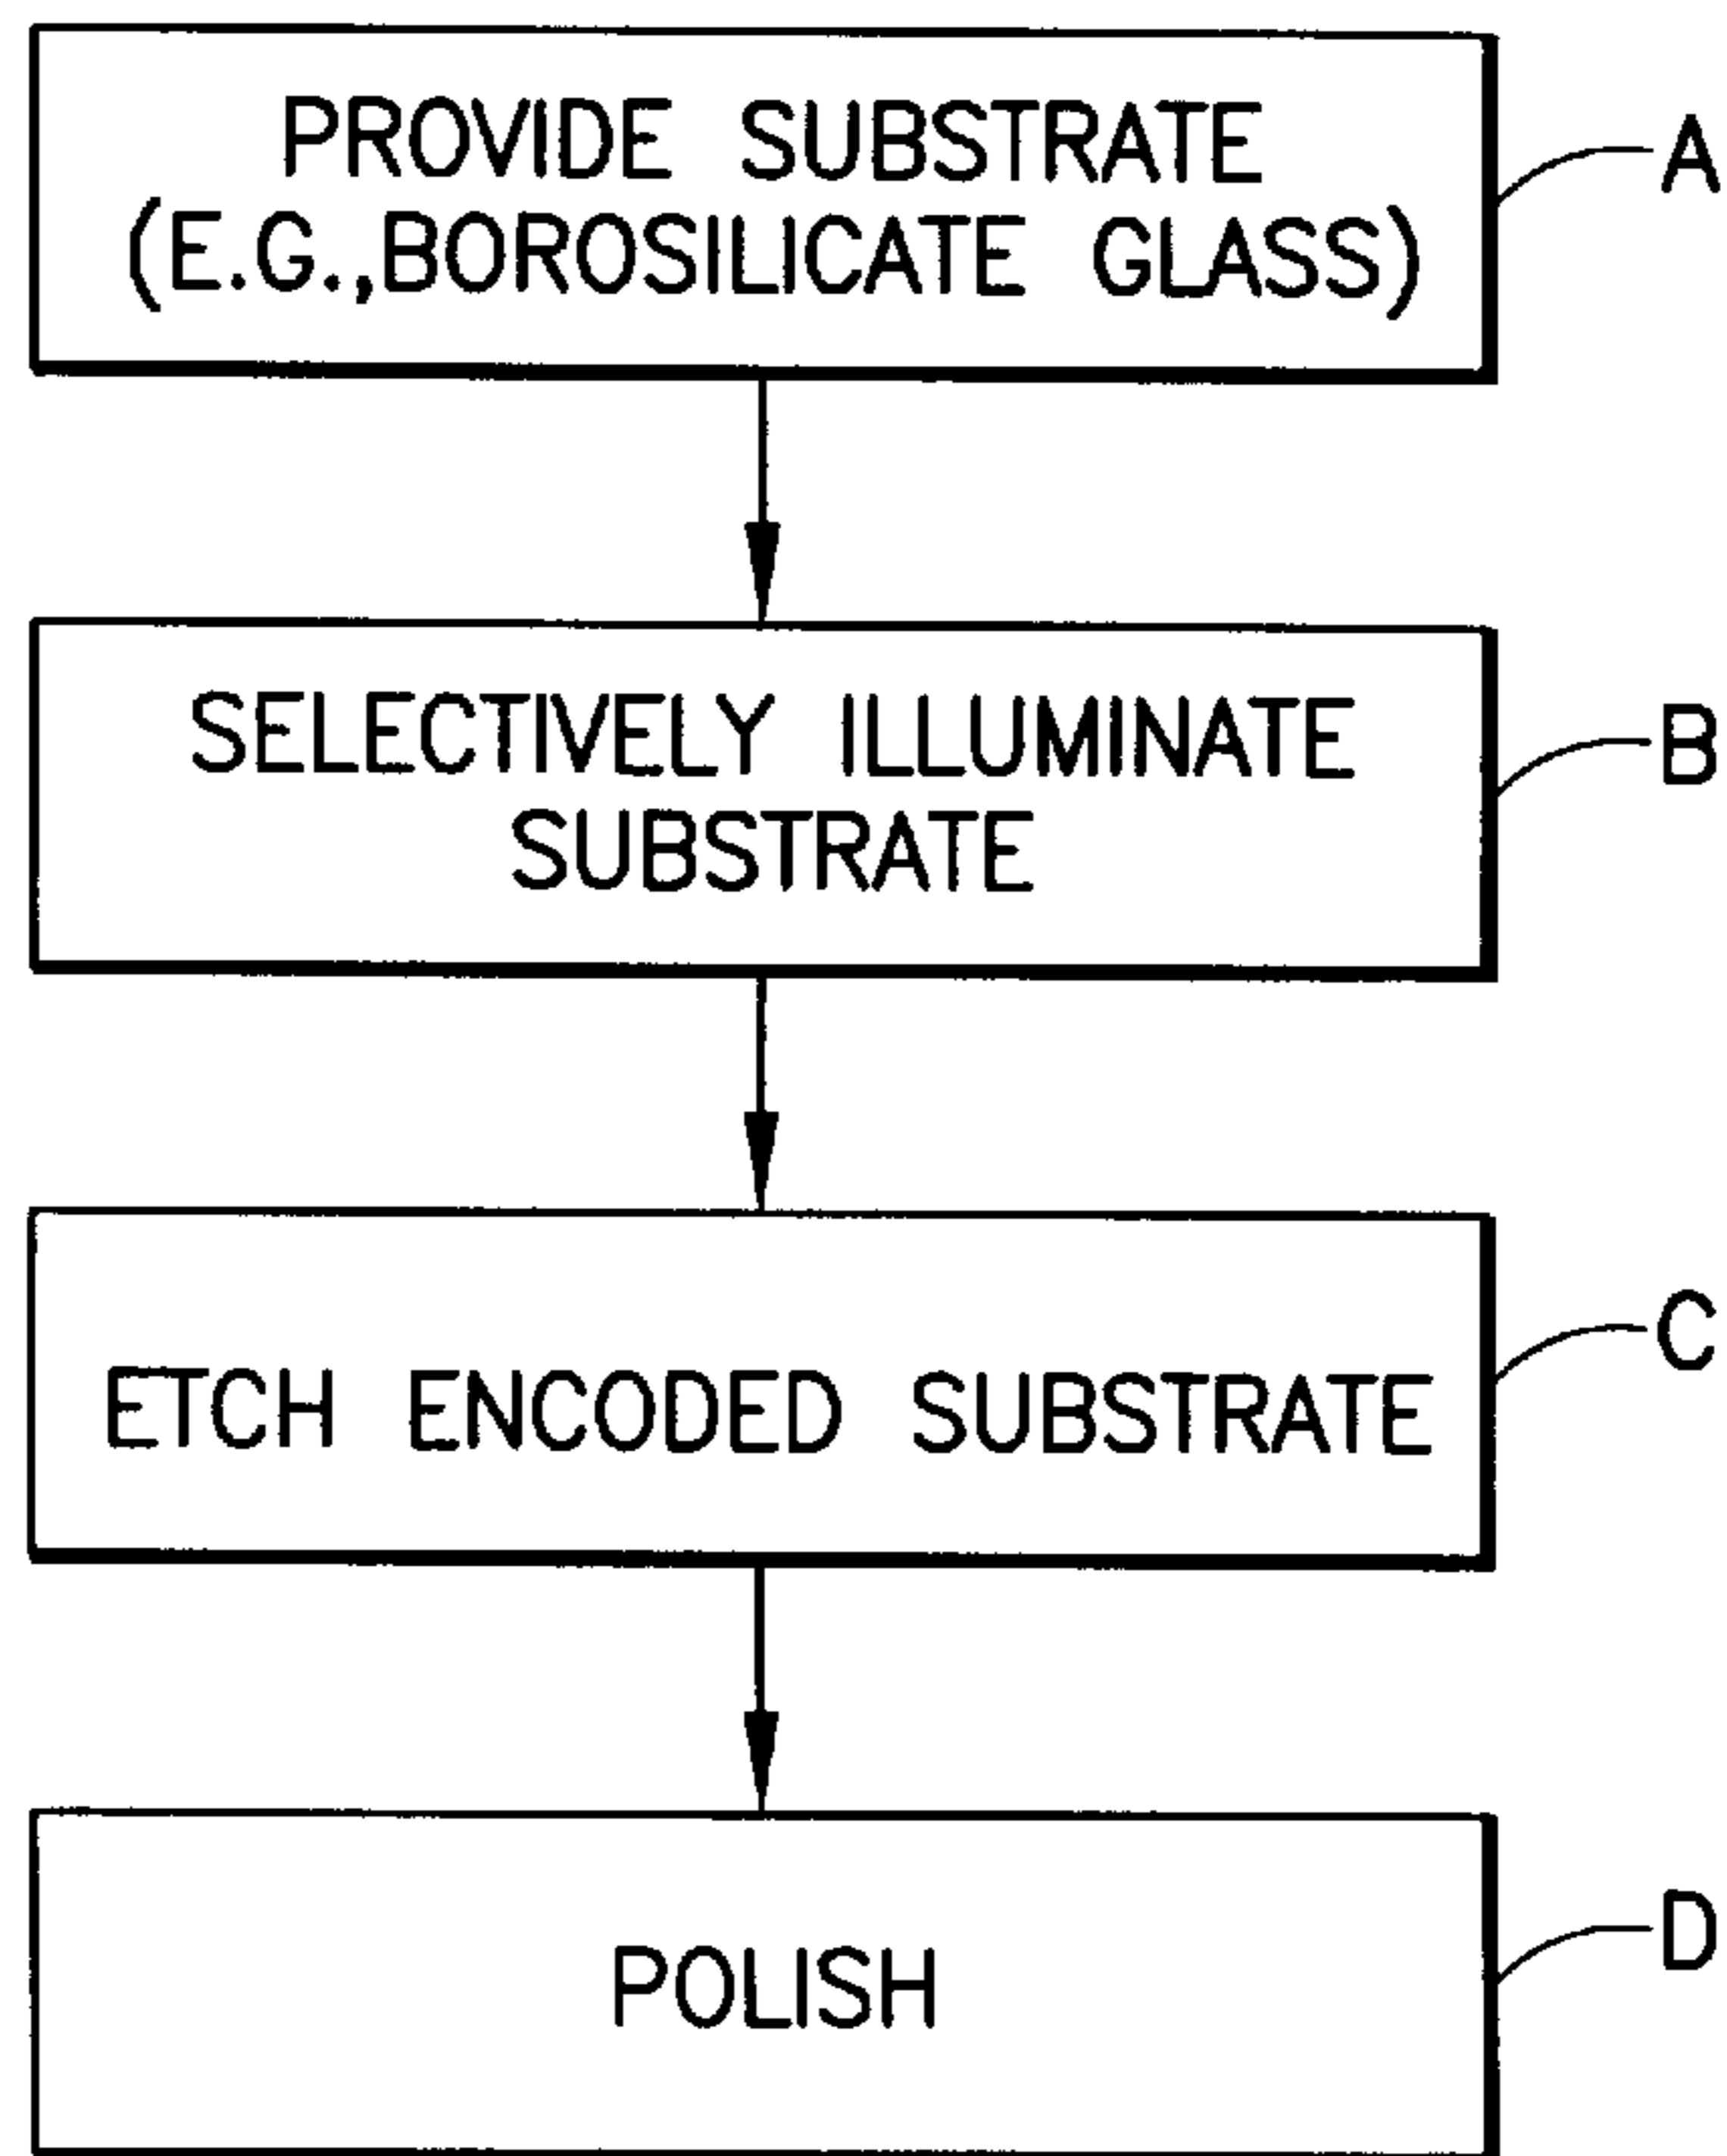 PROVIDE SUBSTRATE
(E.G.,BOROSILICATE GLASS)
A
SELECTIVELY ILLUMINATE
SUBSTRATE
B
ETCH ENCODED SUBSTRATE
C
POLISH
D